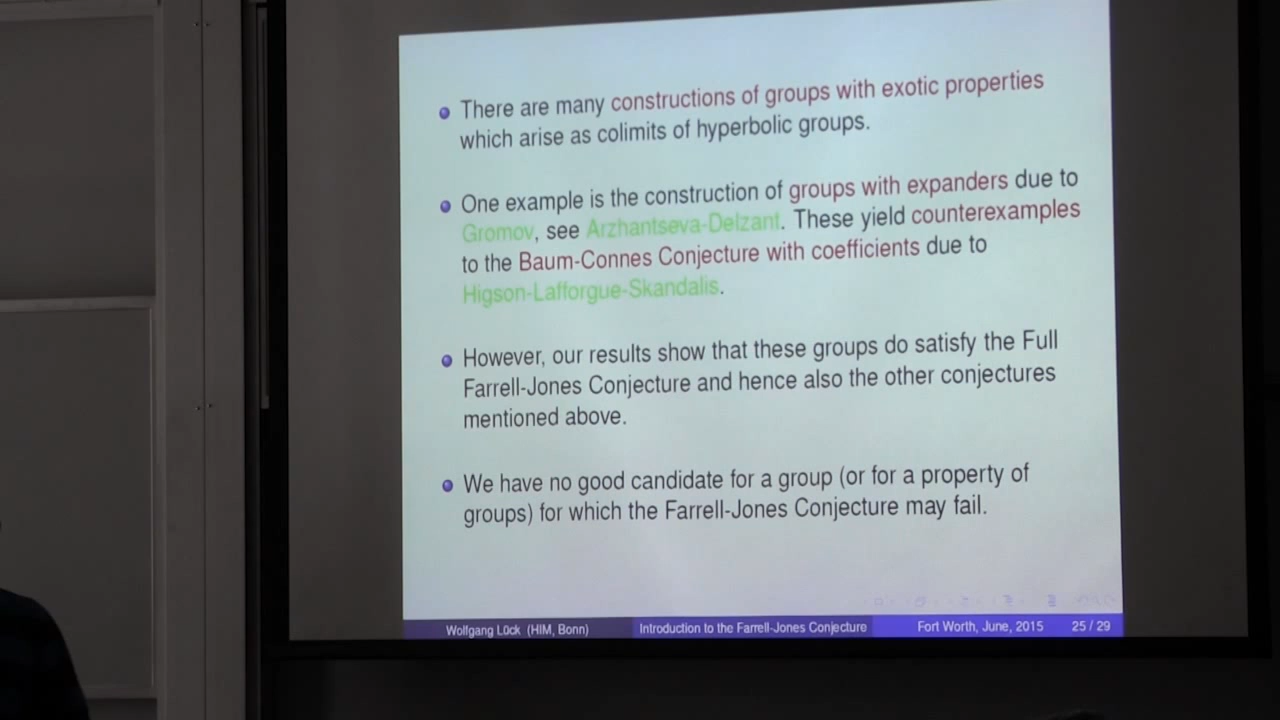 There are many constructions of groups with exotic properties
which arise as colimits of hyperbolic groups.
One example is the construction of groups with expanders due to
Gromov, see Arzhantseva-Delzant. These yield counterexamples
to the Baum-Connes Conjecture with coefficients due to
Higson-Lafforgue-Skandalis.
However, our results show that these groups do satisfy the Full
Farrell-Jones Conjecture and hence also the other conjectures
mentioned above.
We have no good candidate for a group (or for a property of
groups) for which the Farrell-Jones Conjecture may fail.
Wolfgang Lück (HIM, Bonn) Introduction to the Farrell-Jones Conjecture Fort Worth, June, 2015 25 / 29